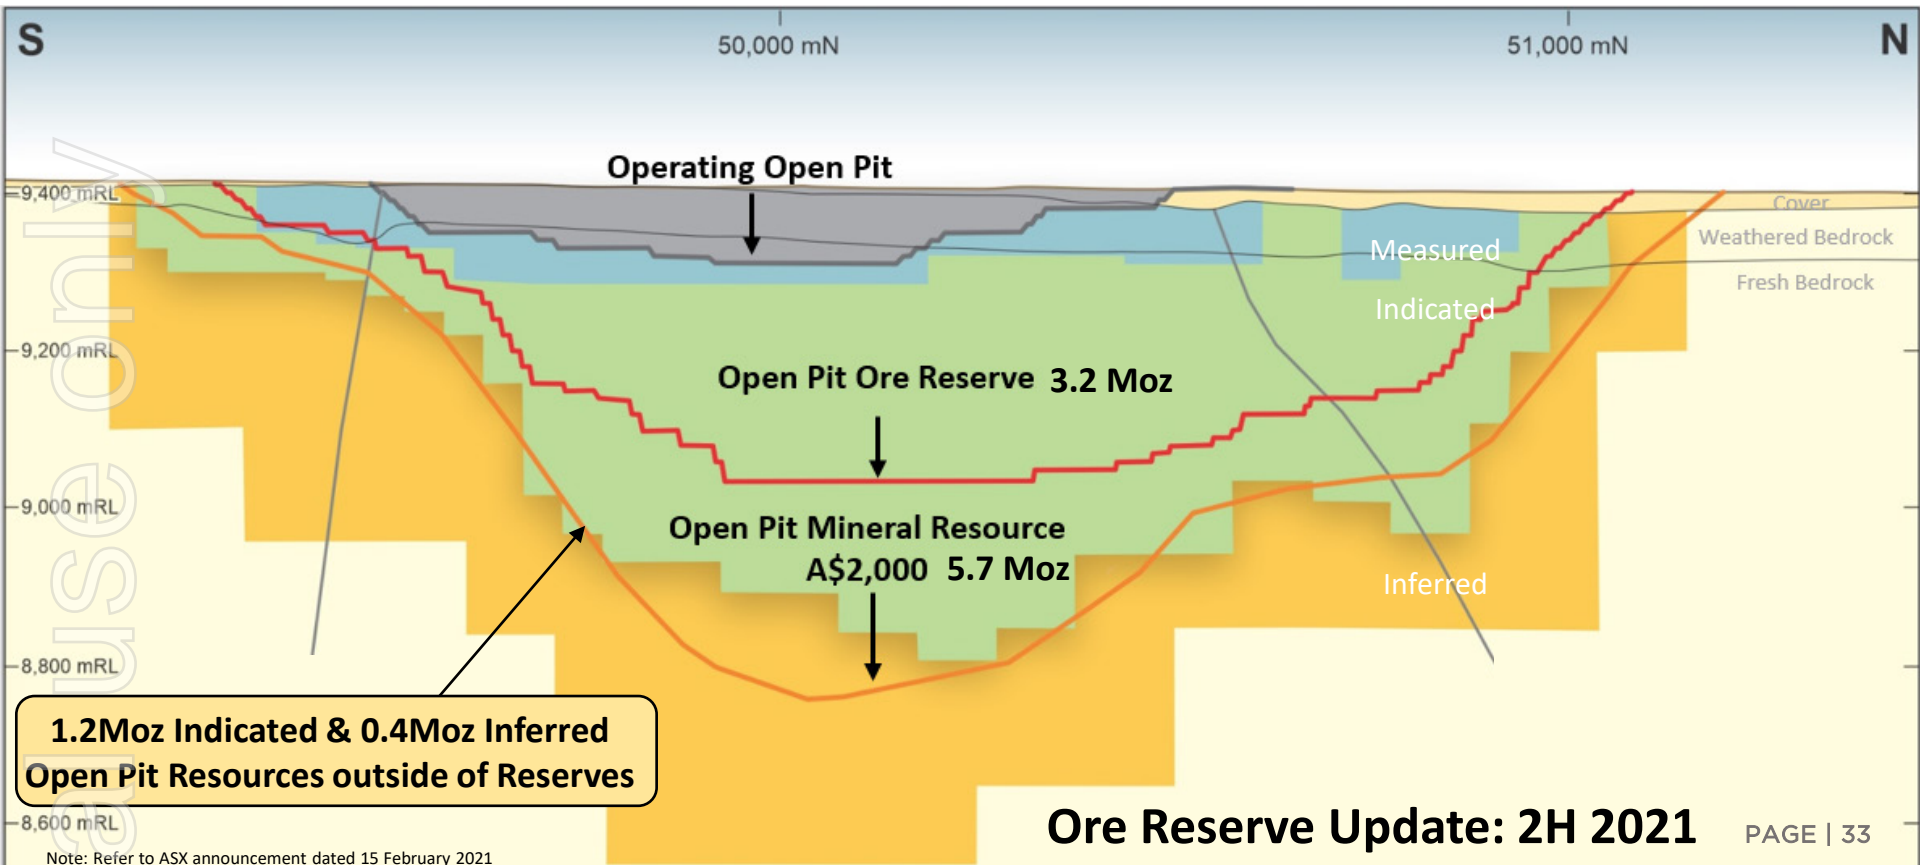 S
50,000 mN
51,000 mN
N
Operating Open Pit
9,400 mRL
Cover
Weathered Bedrock
Measured
Fresh Bedrock
Indicated
9,200 mRL
Open Pit Ore Reserve 3.2 Moz
9,000 mRL
Open Pit Mineral Resource
A$2,000 5.7 Moz
Inferred
8,800 mRL
1.2Moz Indicated & 0.4Moz Inferred
Open Pit Resources outside of Reserves
8,600 mRL
Ore Reserve Update: 2H 2021
PAGE | 33
Note: Refer to ASX announcement dated 15 February 2021
al use only